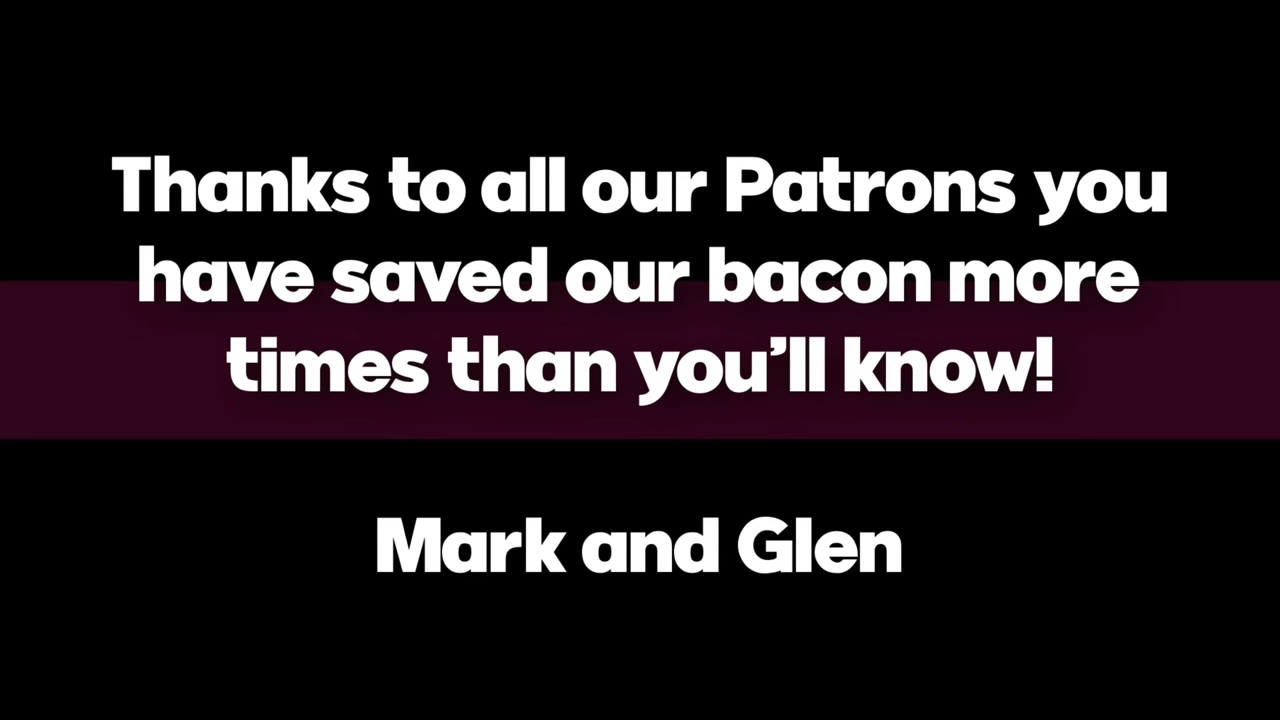 Thanks to all our Patrons you
have saved our bacon more
times than you’ll know!
Mark and Glen